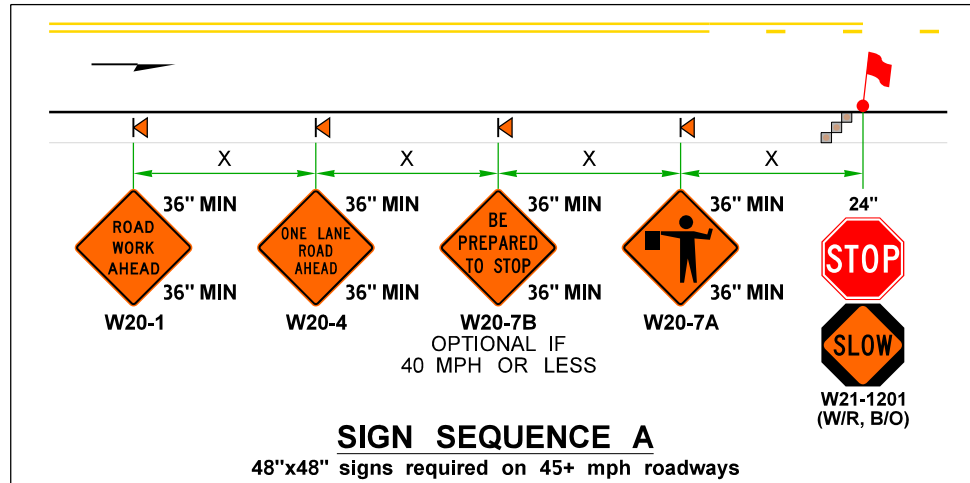 X X X X
36" MIN 36" MIN 36" MIN 36" MIN 24"
ROAD
WORK
AHEAD
ONE LANE
ROAD
AHEAD
BE
PREPARED
TO STOP
STOP
36" MIN 36" MIN 36" MIN 36" MIN
W20-1 W20-4 W20-7B W20-7A
OPTIONAL IF
40 MPH OR LESS
SLOW
W21-1201
(W/R, B/O)
SIGN SEQUENCE A
48"x48" signs required on 45+ mph roadways